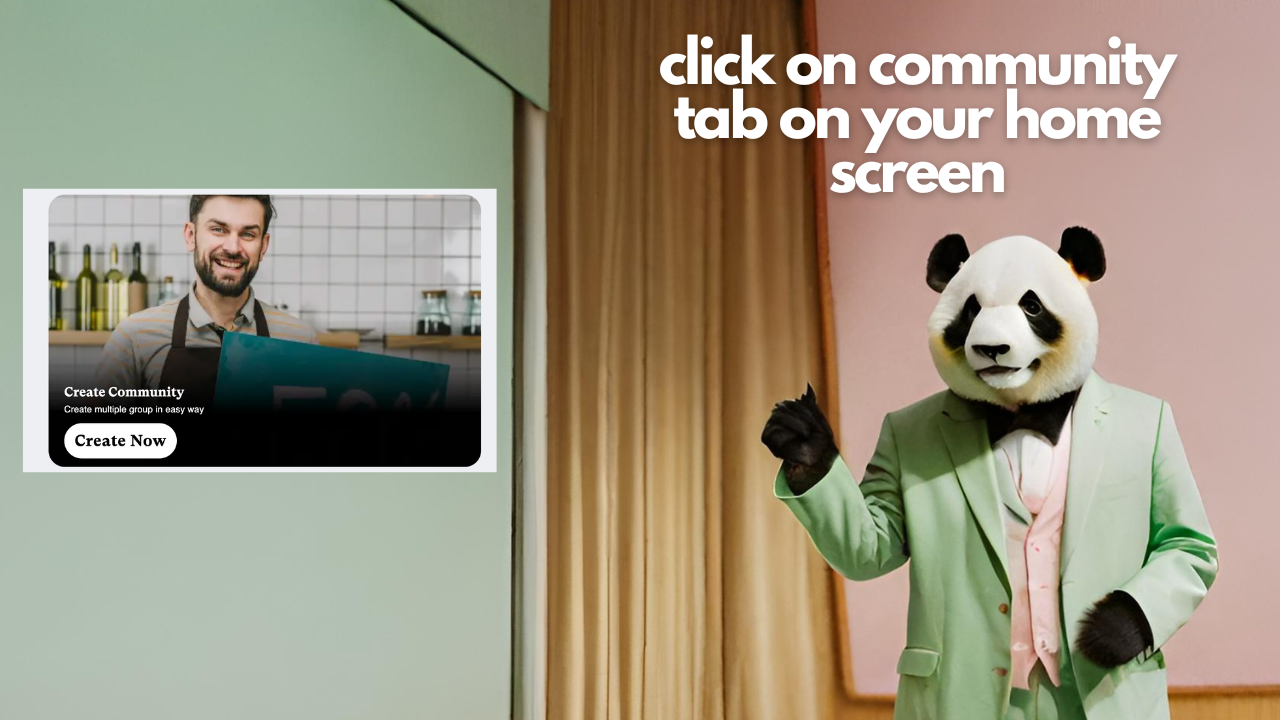 click on community
tab on your home
screen
Create Community
Create multiple group in easy way
Create Now